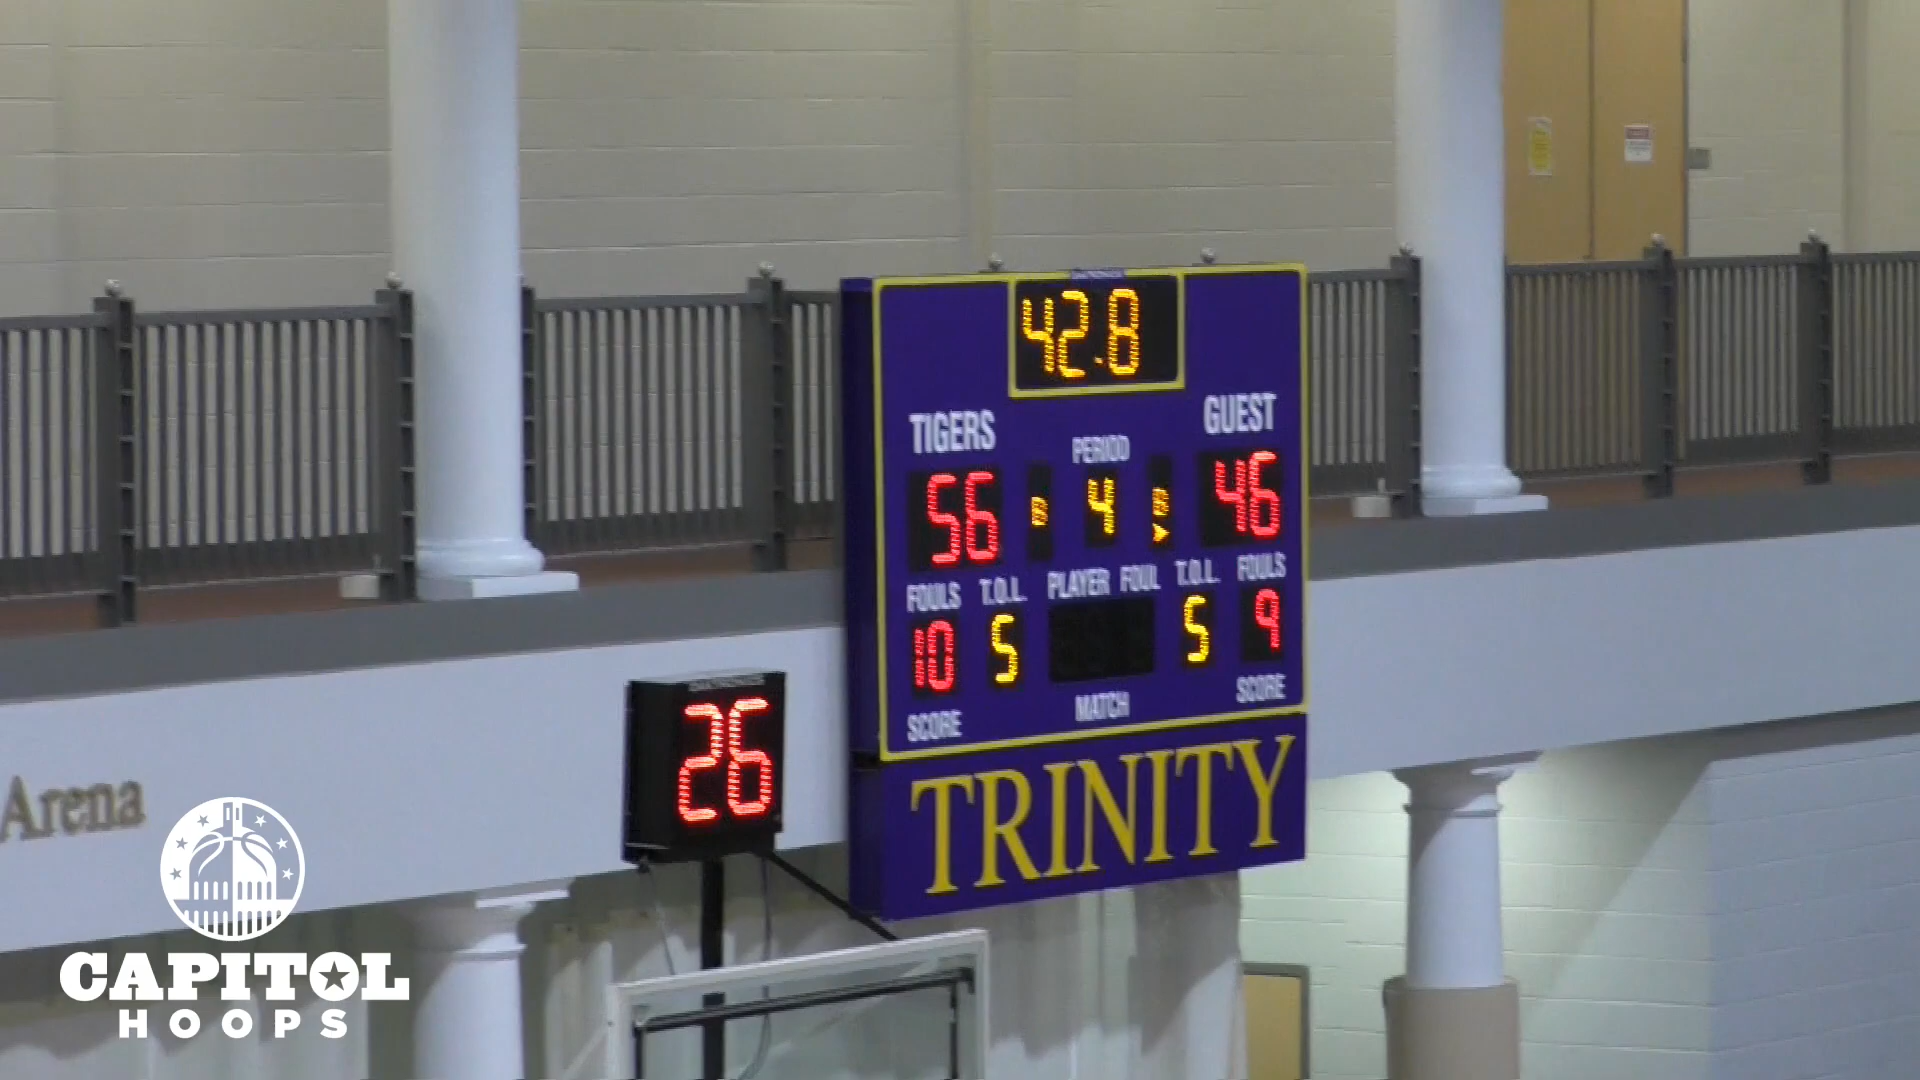 42.8
TIGERS
GUEST
PERIOD
56
4
46
FOULS T.O.L. PLAYER FOUL T.O.L. FOULS
10 5 5 9
SCORE MATCH SCORE
26
TRINITY
Arena
CAPITOL
HOOPS